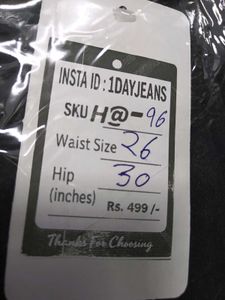 INSTA ID : 1DAYJEANS
SKU H@-96
Waist Size 26
Hip 30
(inches) Rs. 499 /-
Thanks For Choosing